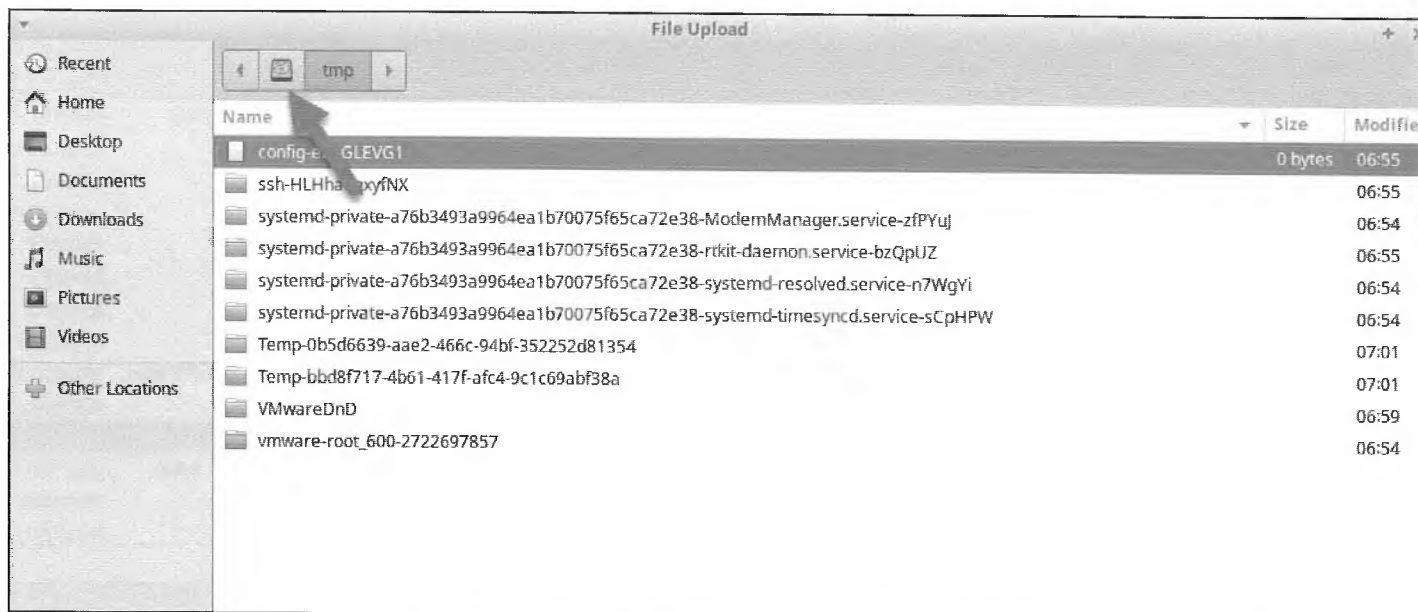 File Upload
Recent
Home
Desktop
Documents
Downloads
Music
Pictures
Videos
Other Locations
tmp
Name Size Modifie
0 bytes 06:55
06:55
systemd-private-a76b3493a9964ea1b70075f65ca72e38-ModemManager.service-zfPYuJ 06:54
systemd-private-a76b3493a9964ea1b70075f65ca72e38-rtkit-daemon.service-bzQpUZ 06:55
systemd-private-a76b3493a9964ea1b70075f65ca72e38-systemd-resolved.service-n7WgYi 06:54
systemd-private-a76b3493a9964ea1b70075f65ca72e38-systemd-timesyncd.service-sCpHPW 06:54
Temp-0b5d6639-aae2-466c-94bf-352252d81354 07:01
Temp-bbd8f717-4b61-417f-afc4-9c1c69abf38a 07:01
VMwareDnD 06:59
vmware-root_600-2722697857 06:54